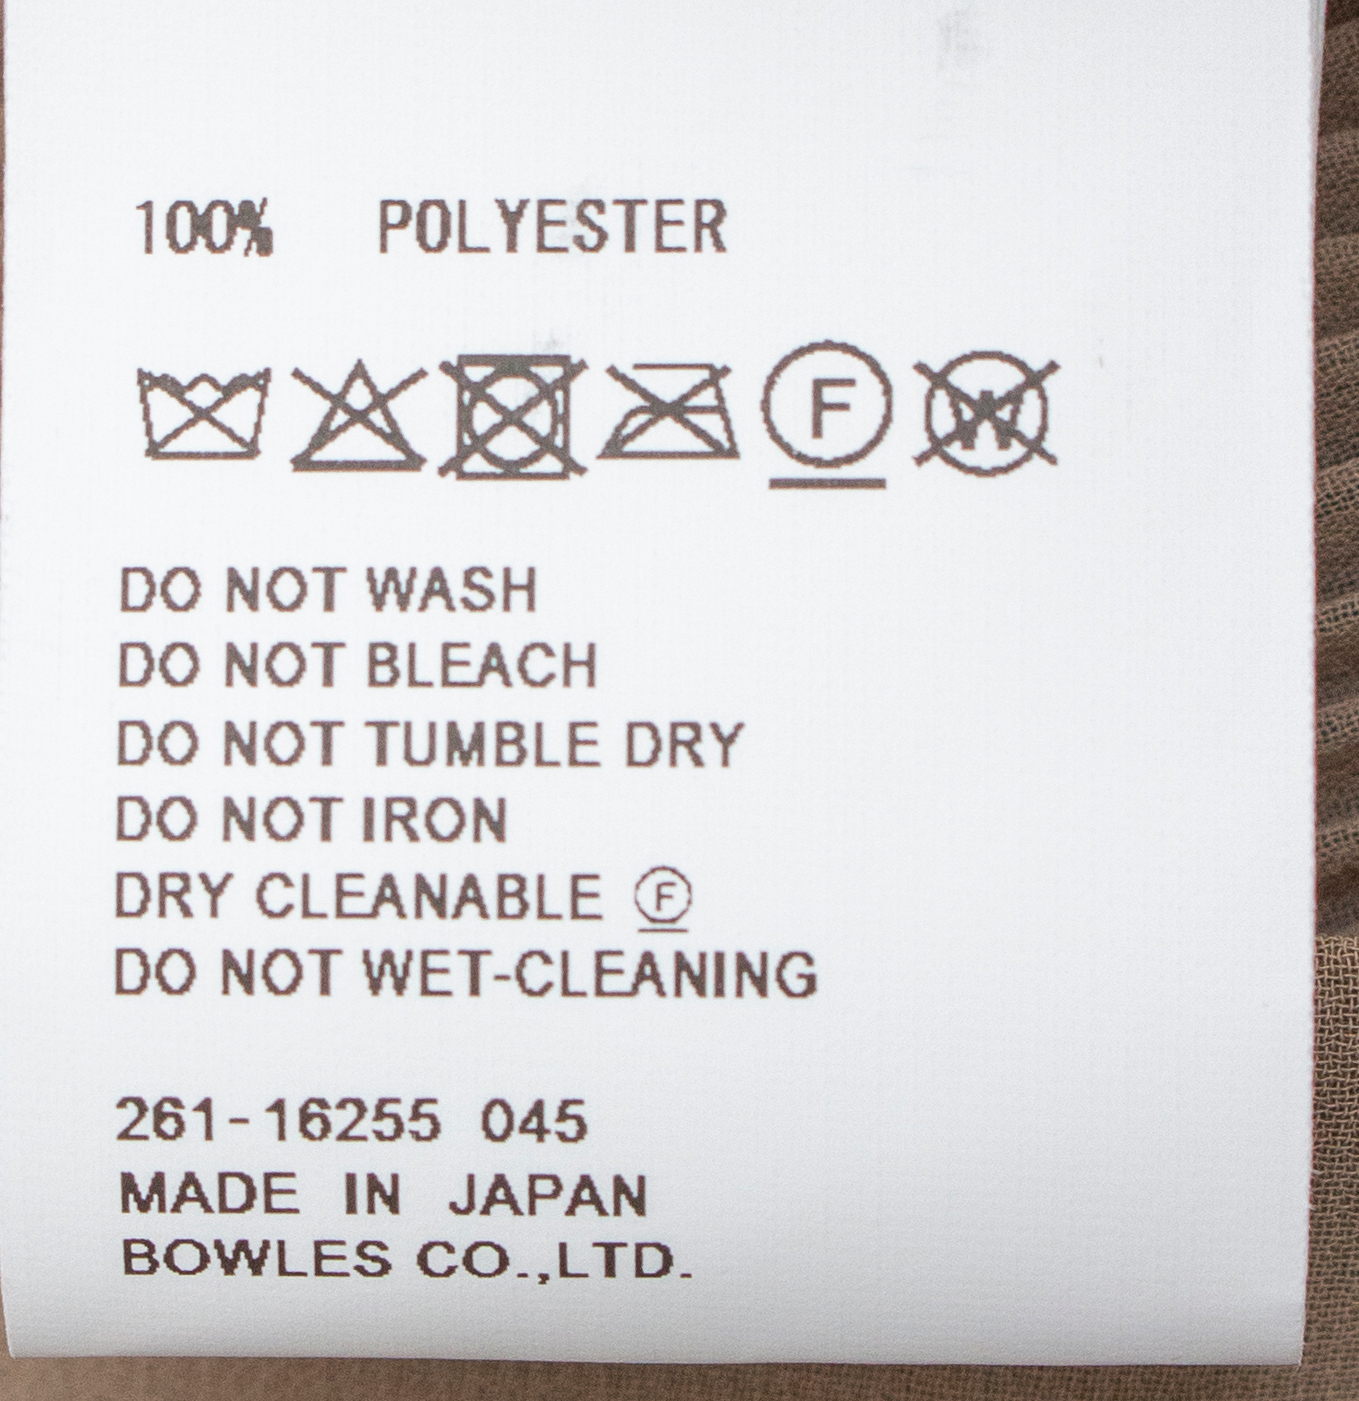 100% POLYESTER
F W
DO NOT WASH
DO NOT BLEACH
DO NOT TUMBLE DRY
DO NOT IRON
DRY CLEANABLE Ⓕ
DO NOT WET-CLEANING
261-16255 045
MADE IN JAPAN
BOWLES CO.,LTD.